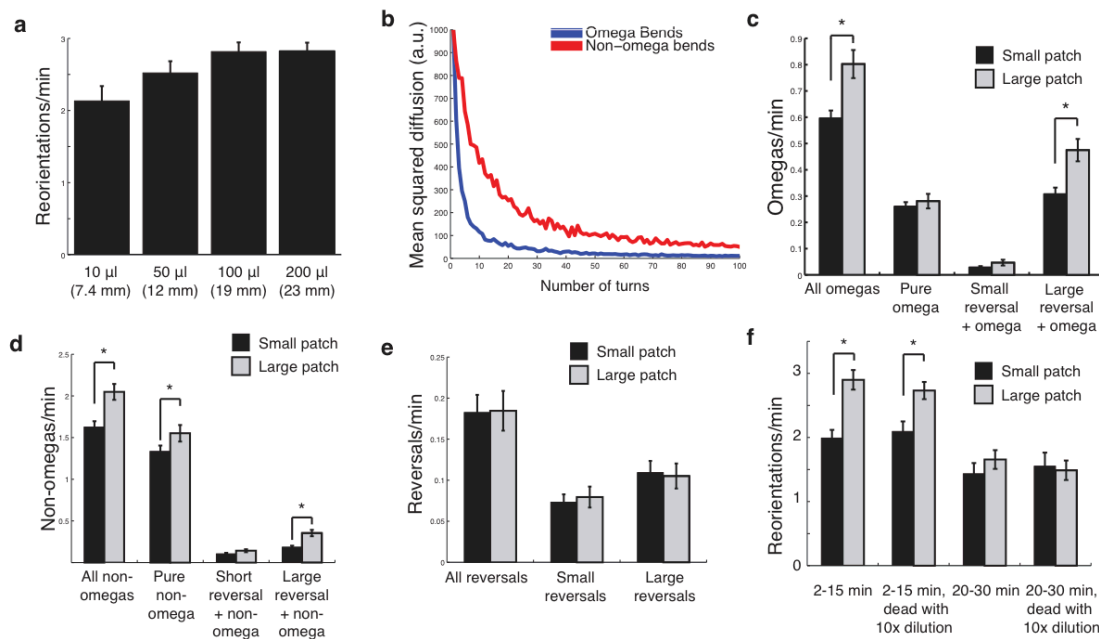 a
Reorientations/min
3
2
1
0
10 µl
(7.4 mm)
50 µl
(12 mm)
100 µl
(19 mm)
200 µl
(23 mm)
b
Mean squared diffusion (a.u.)
1000
900
800
700
600
500
400
300
200
100
0
0 10 20 30 40 50 60 70 80 90 100
Number of turns
Omega Bends
Non-omega bends
c
Omegas/min
0.9
0.8
0.7
0.6
0.5
0.4
0.3
0.2
0.1
0
Small patch
Large patch
*
*
All omegas
Pure
omega
Small
reversal
+ omega
Large
reversal
+ omega
d
Non-omegas/min
2.5
2
1.5
1
0.5
Small patch
Large patch
*
*
*
All non-
omegas
Pure
non-
omega
Short
reversal
+ non-
omega
Large
reversal
+ non-
omega
e
Reversals/min
0.25
0.2
0.15
0.1
0.05
0
Small patch
Large patch
All reversals
Small
reversals
Large
reversals
f
Reorientations/min
3
2
1
0
Small patch
Large patch
*
*
2-15 min
2-15 min,
dead with
10x dilution
20-30 min
20-30 min,
dead with
10x dilution